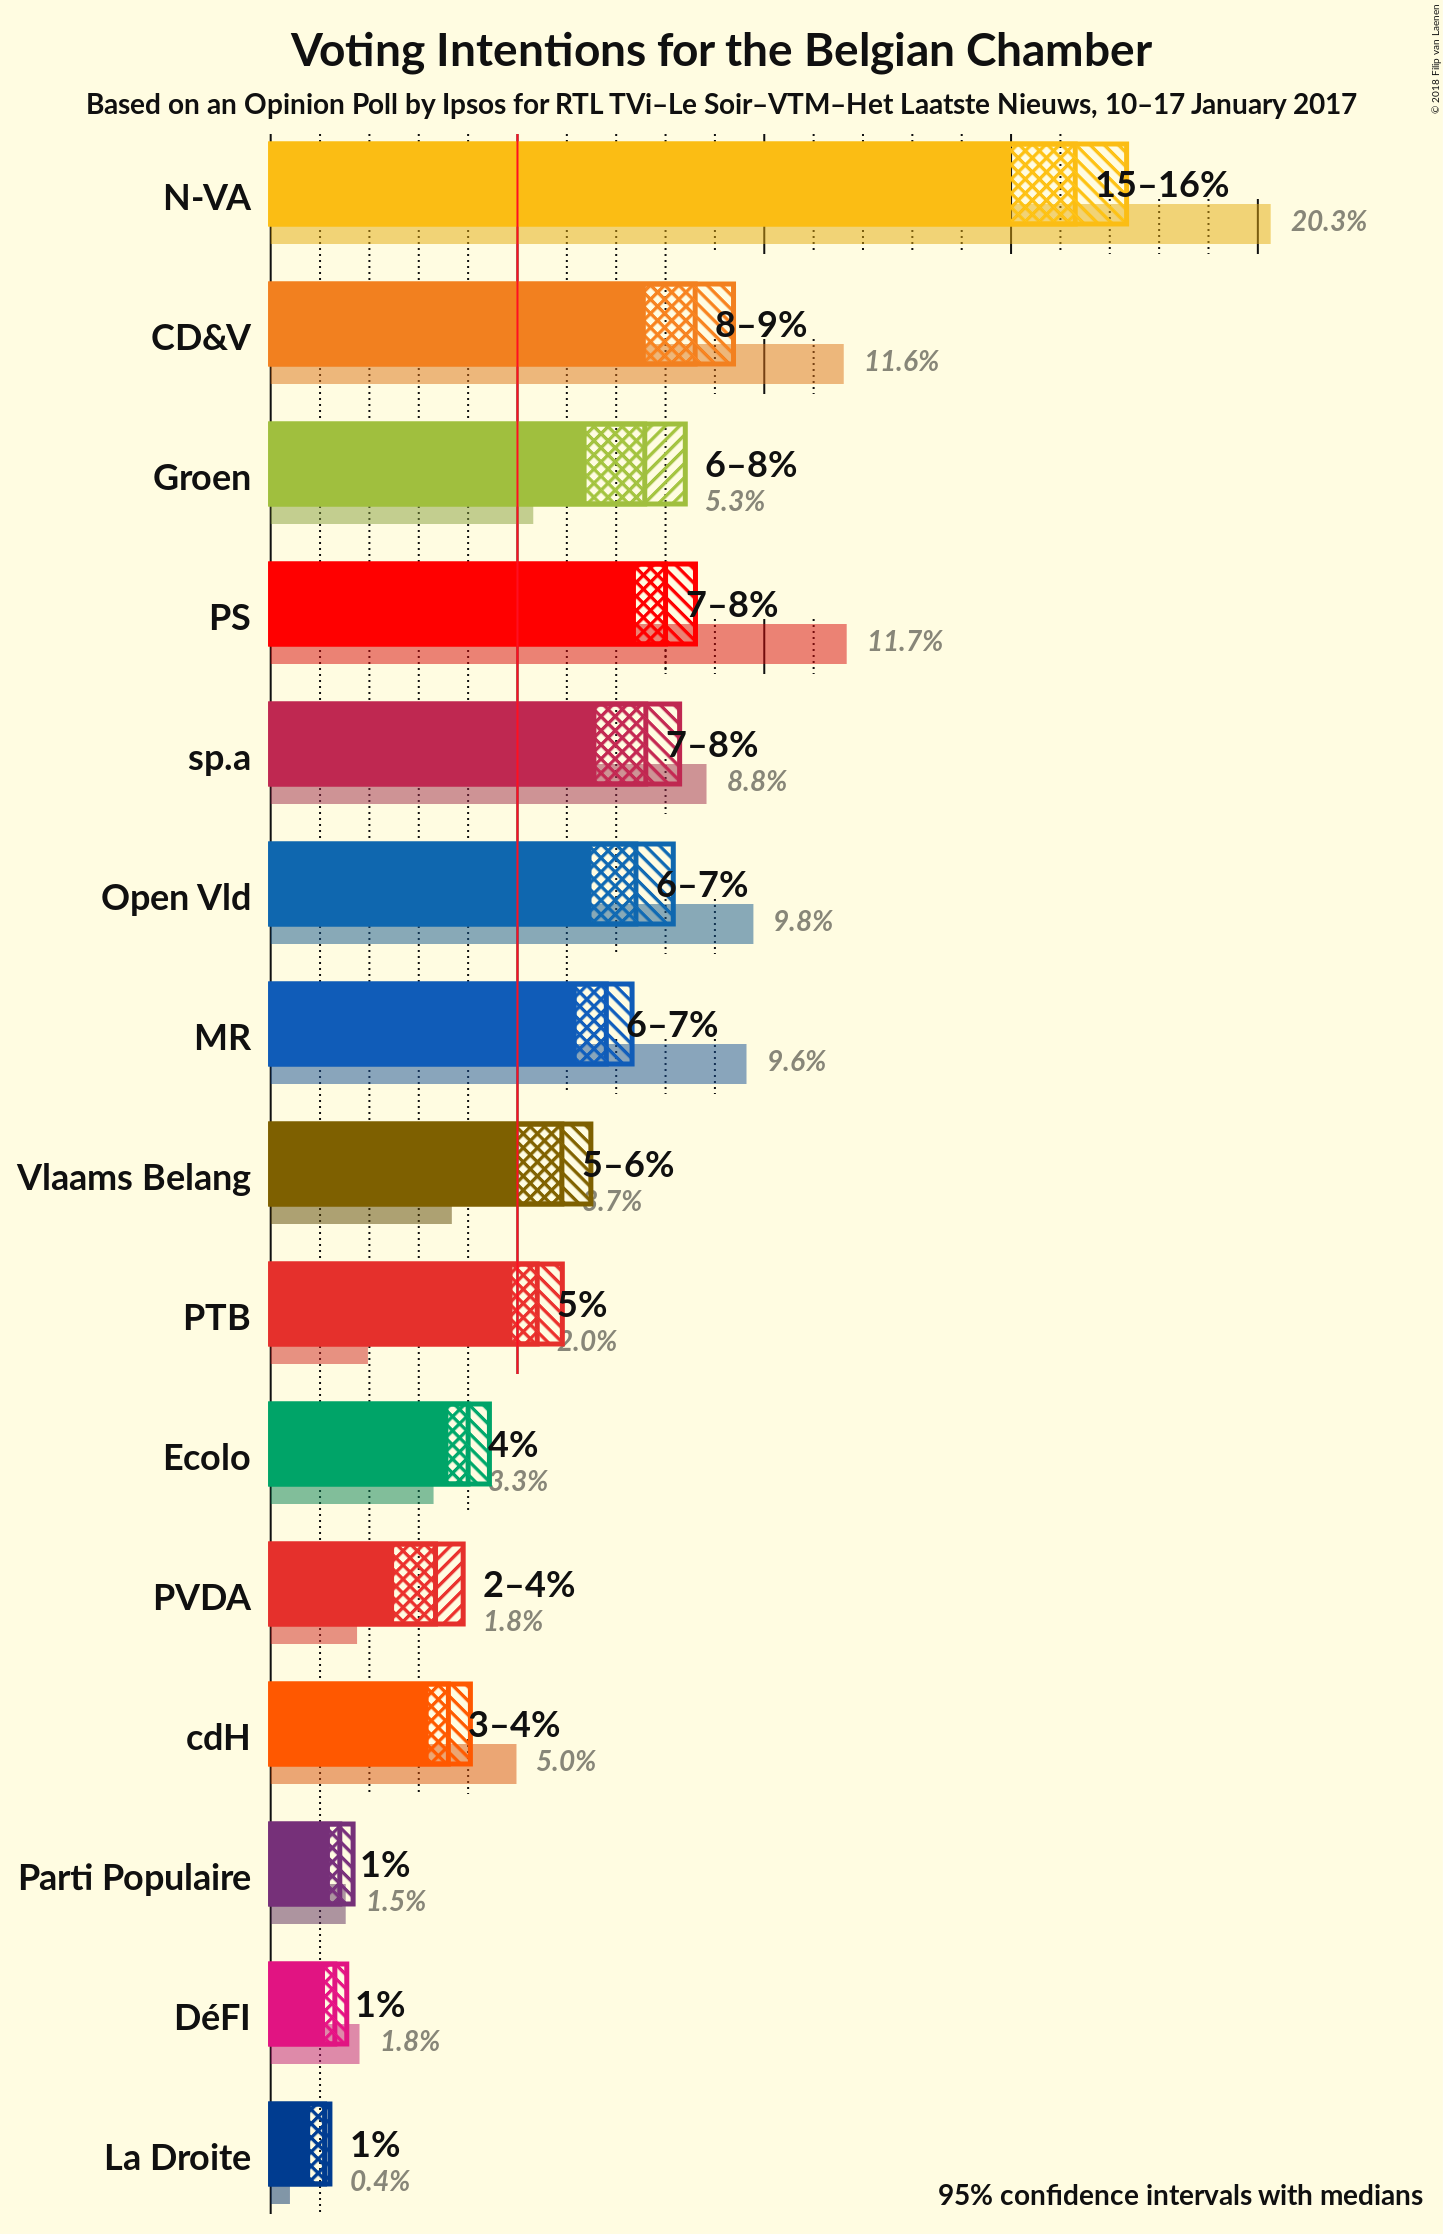 Voting Intentions for the Belgian Chamber
Based on an Opinion Poll by Ipsos for RTL TVi–Le Soir–VTM–Het Laatste Nieuws, 10–17 January 2017
© 2018 Filip van Laenen
N-VA
15–16%
20.3%
CD&V
8–9%
11.6%
Groen
6–8%
5.3%
PS
7–8%
11.7%
sp.a
7–8%
8.8%
Open Vld
6–7%
9.8%
MR
6–7%
9.6%
Vlaams Belang
5–6%
3.7%
PTB
5%
2.0%
Ecolo
4%
3.3%
PVDA
2–4%
1.8%
cdH
3–4%
5.0%
Parti Populaire
1%
1.5%
DéFI
1%
1.8%
La Droite
1%
0.4%
95% confidence intervals with medians